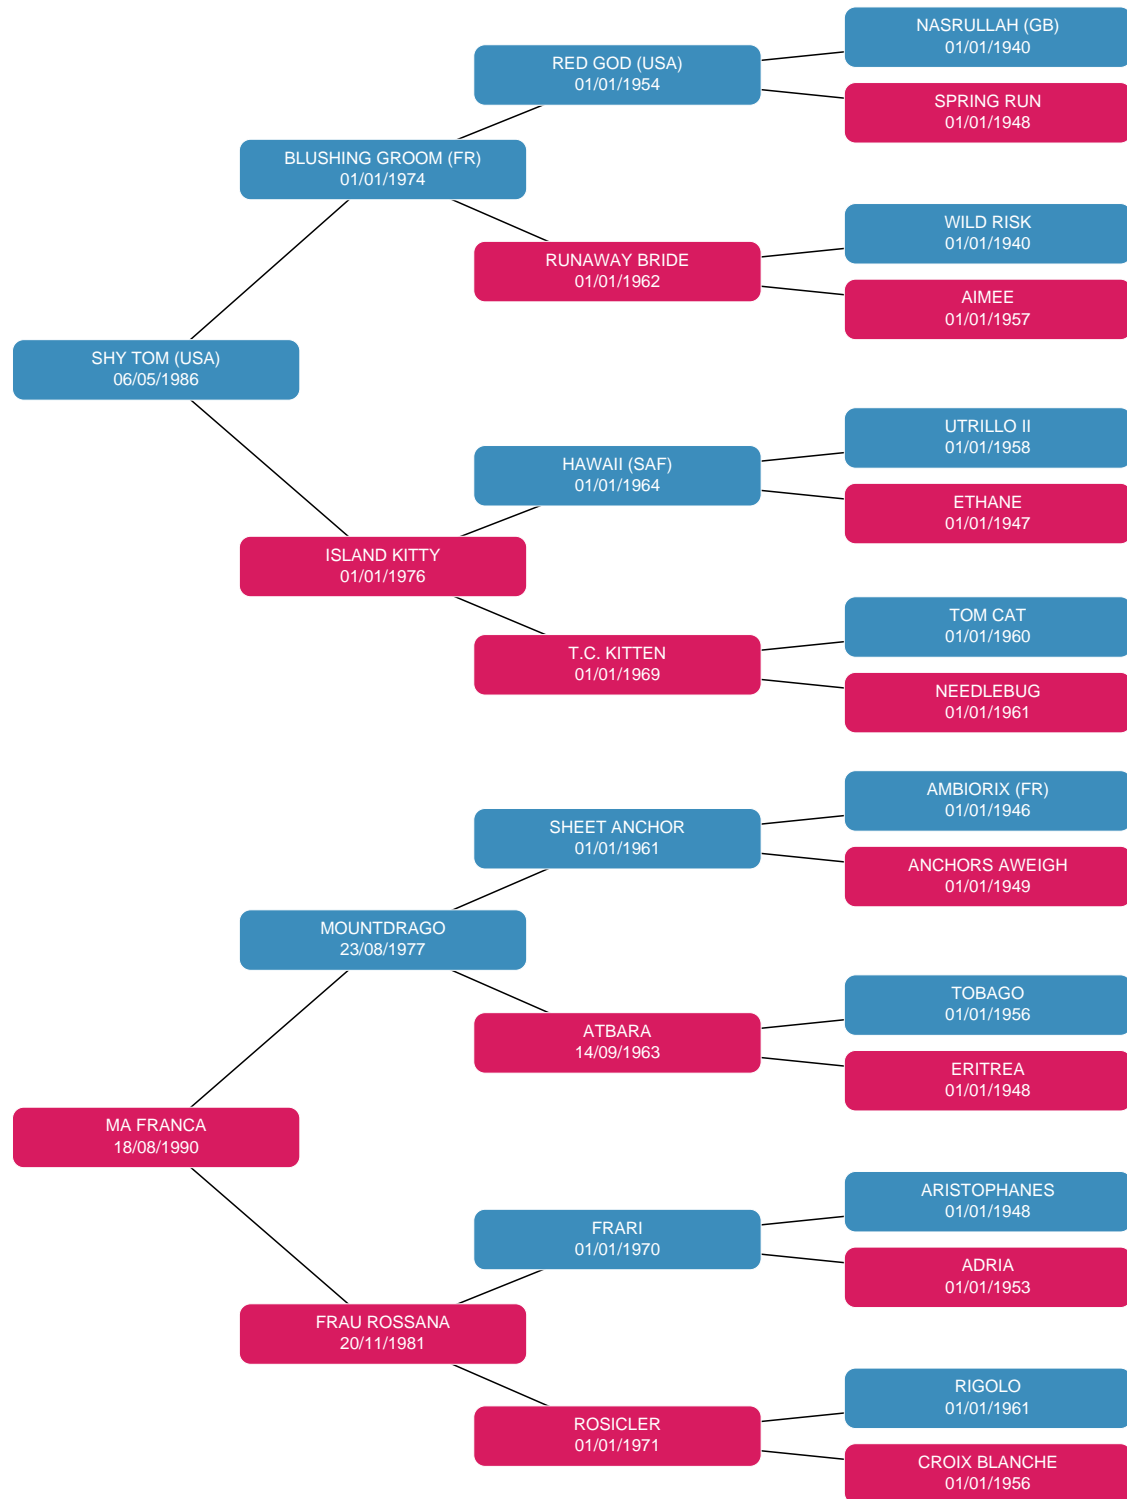 NASRULLAH (GB)
01/01/1940
RED GOD (USA)
01/01/1954
SPRING RUN
01/01/1948
BLUSHING GROOM (FR)
01/01/1974
WILD RISK
01/01/1940
RUNAWAY BRIDE
01/01/1962
AIMEE
01/01/1957
SHY TOM (USA)
06/05/1986
UTRILLO II
01/01/1958
HAWAII (SAF)
01/01/1964
ETHANE
01/01/1947
ISLAND KITTY
01/01/1976
TOM CAT
01/01/1960
T.C. KITTEN
01/01/1969
NEEDLEBUG
01/01/1961
AMBIORIX (FR)
01/01/1946
SHEET ANCHOR
01/01/1961
ANCHORS AWEIGH
01/01/1949
MOUNTDRAGO
23/08/1977
TOBAGO
01/01/1956
ATBARA
14/09/1963
ERITREA
01/01/1948
MA FRANCA
18/08/1990
ARISTOPHANES
01/01/1948
FRARI
01/01/1970
ADRIA
01/01/1953
FRAU ROSSANA
20/11/1981
RIGOLO
01/01/1961
ROSICLER
01/01/1971
CROIX BLANCHE
01/01/1956